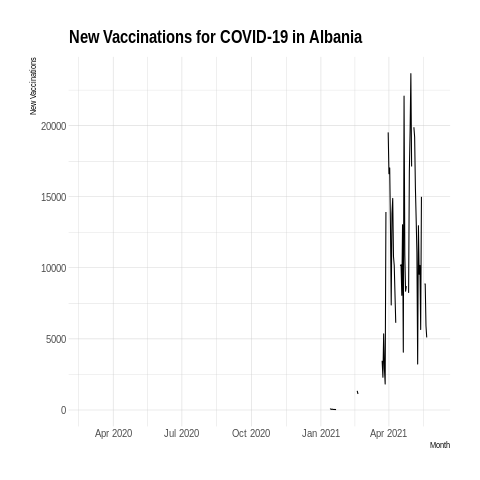 New Vaccinations for COVID-19 in Albania
New Vaccinations
20000
15000
10000
5000
0
Apr 2020
Jul 2020
Oct 2020
Jan 2021
Apr 2021
Month